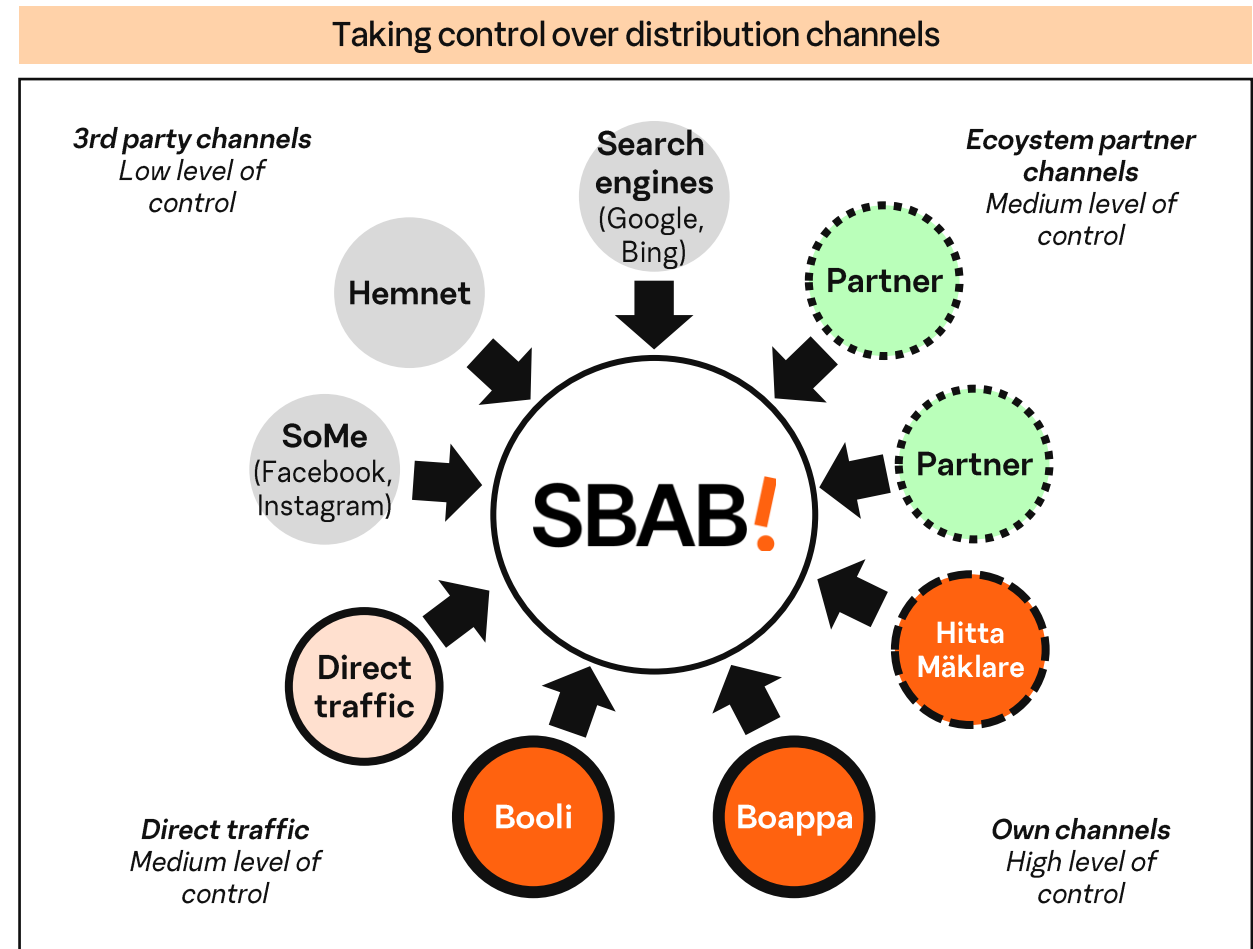 Taking control over distribution channels
3rd party channels
Low level of
control
Search
engines
(Google,
Bing)
Ecoystem partner
channels
Medium level of
control
Hemnet
Partner
SoMe
(Facebook,
Instagram)
Partner
SBAB!
Direct
traffic
Hitta
Mäklare
Booli
Boappa
Direct traffic
Medium level of
control
Own channels
High level of
control